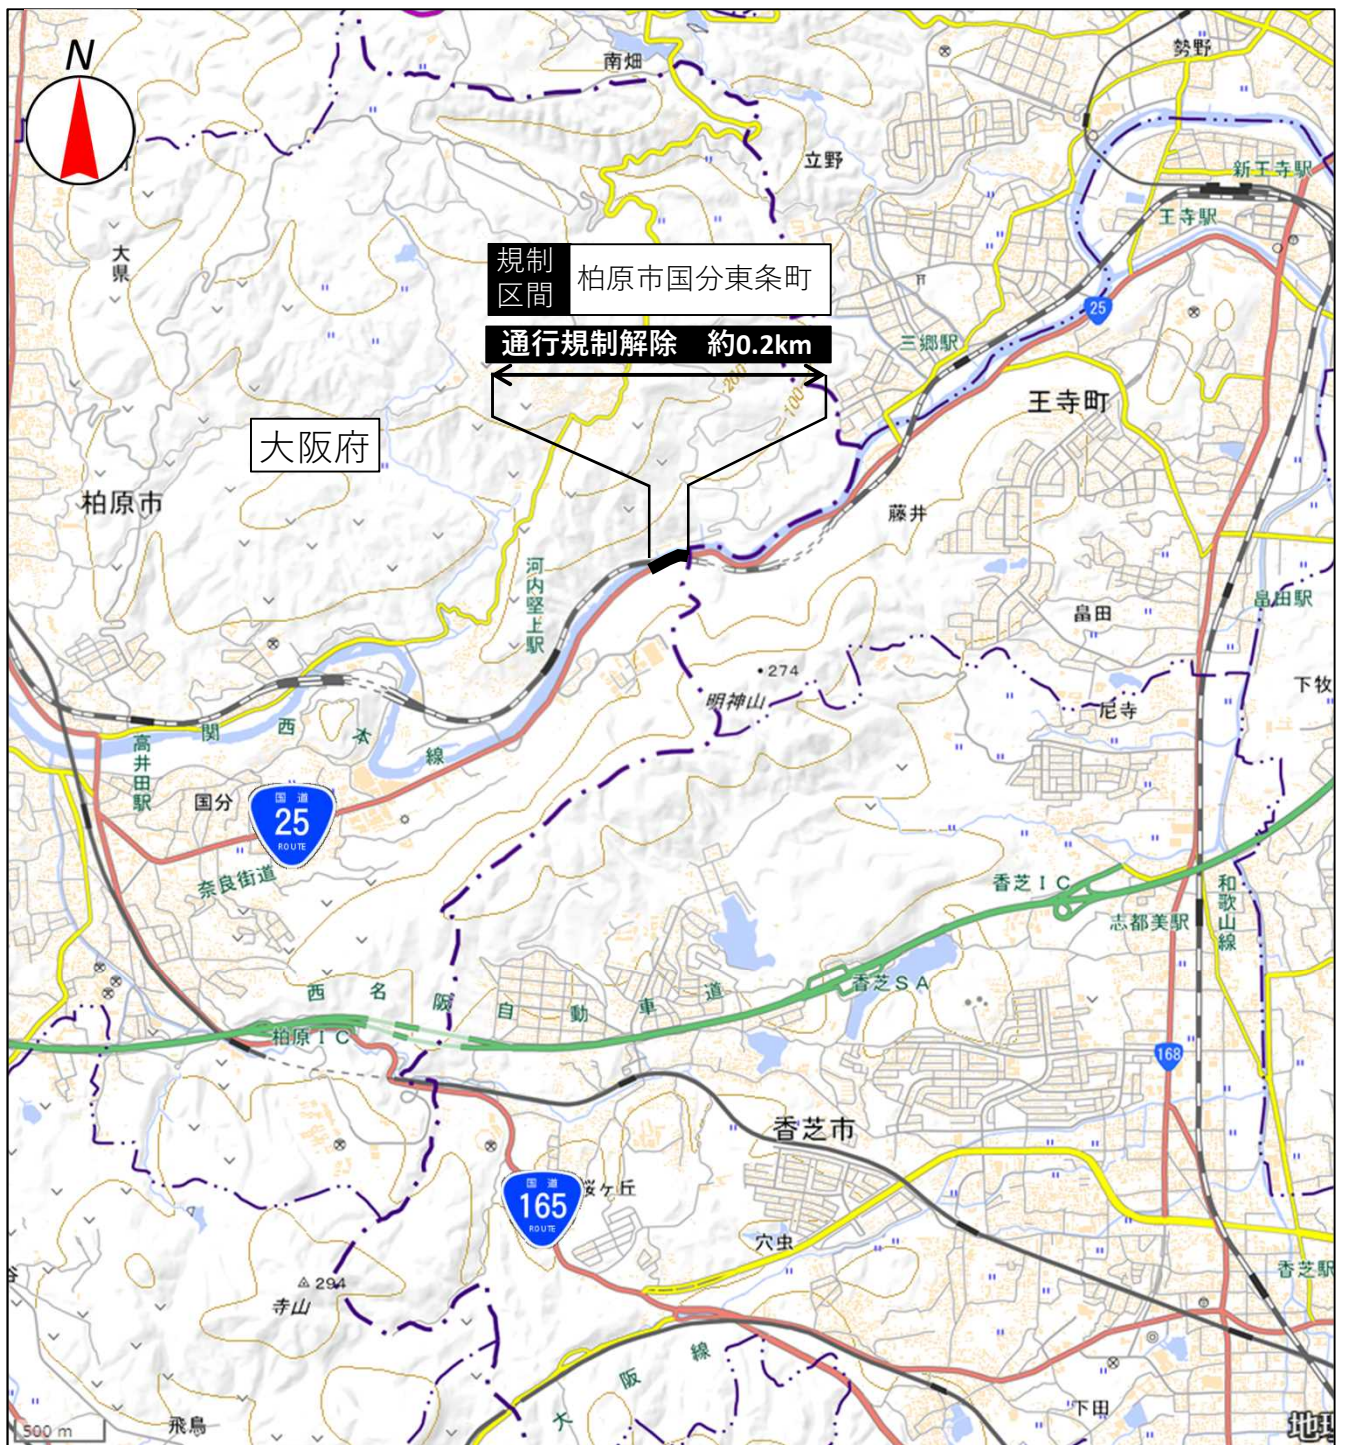 N
南畑
勢野
立野
新王寺駅
王寺駅
大県
規制
区間
柏原市国分東条町
25
通行規制解除 約0.2km
三郷駅
200
100
王寺町
大阪府
柏原市
藤井
河内堅上駅
畠田駅
畠田
・274
明神山
下牧
尼寺
関西本線
高井田駅
国分
国道
25
ROUTE
奈良街道
香芝IC
志都美駅
和歌山線
香芝SA
西名阪自動車道
柏原IC
168
香芝市
国道
165
ROUTE
桜ヶ丘
穴虫
香芝駅
294
寺山
大阪線
下田
飛鳥
500 m